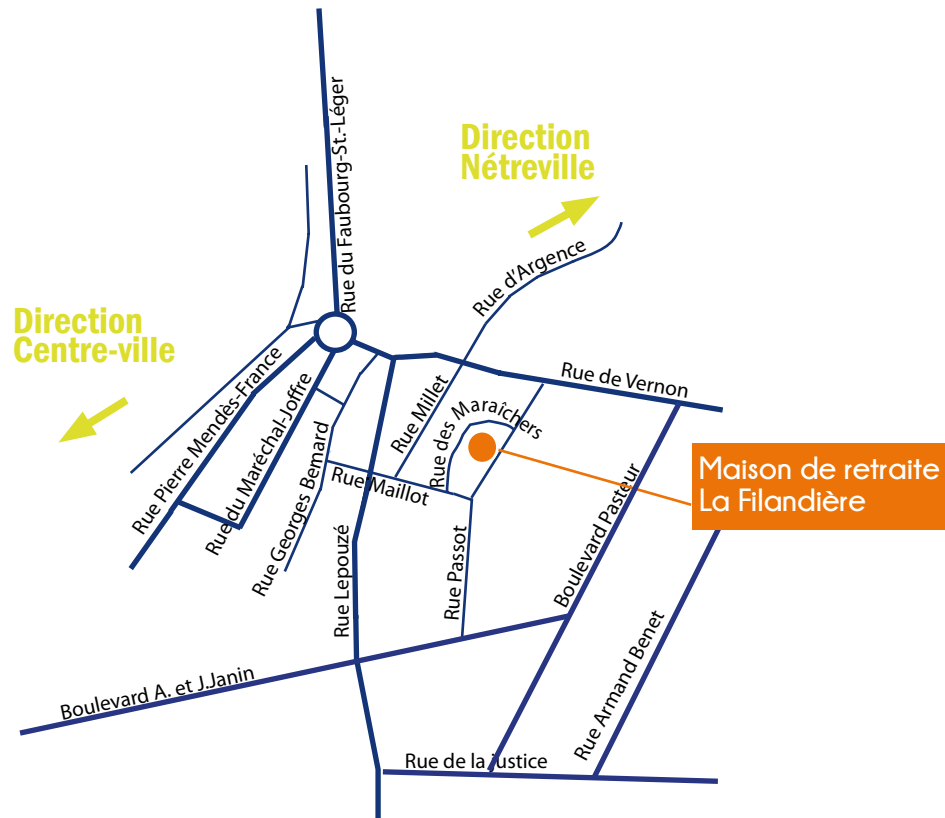 Rue du Faubourg-St.-Léger
Direction
Nétreville
Rue d'Argence
Direction
Centre-ville
Rue de Vernon
Rue Pierre Mendès-France
Rue du Maréchal-Joffre
Rue Georges Bernard
Rue Millet
Rue des Maraîchers
Rue Maillot
Maison de retraite
La Filandière
Boulevard Pasteur
Rue Lepouzé
Rue Passot
Boulevard A. et J.Janin
Rue Armand Benet
Rue de la justice